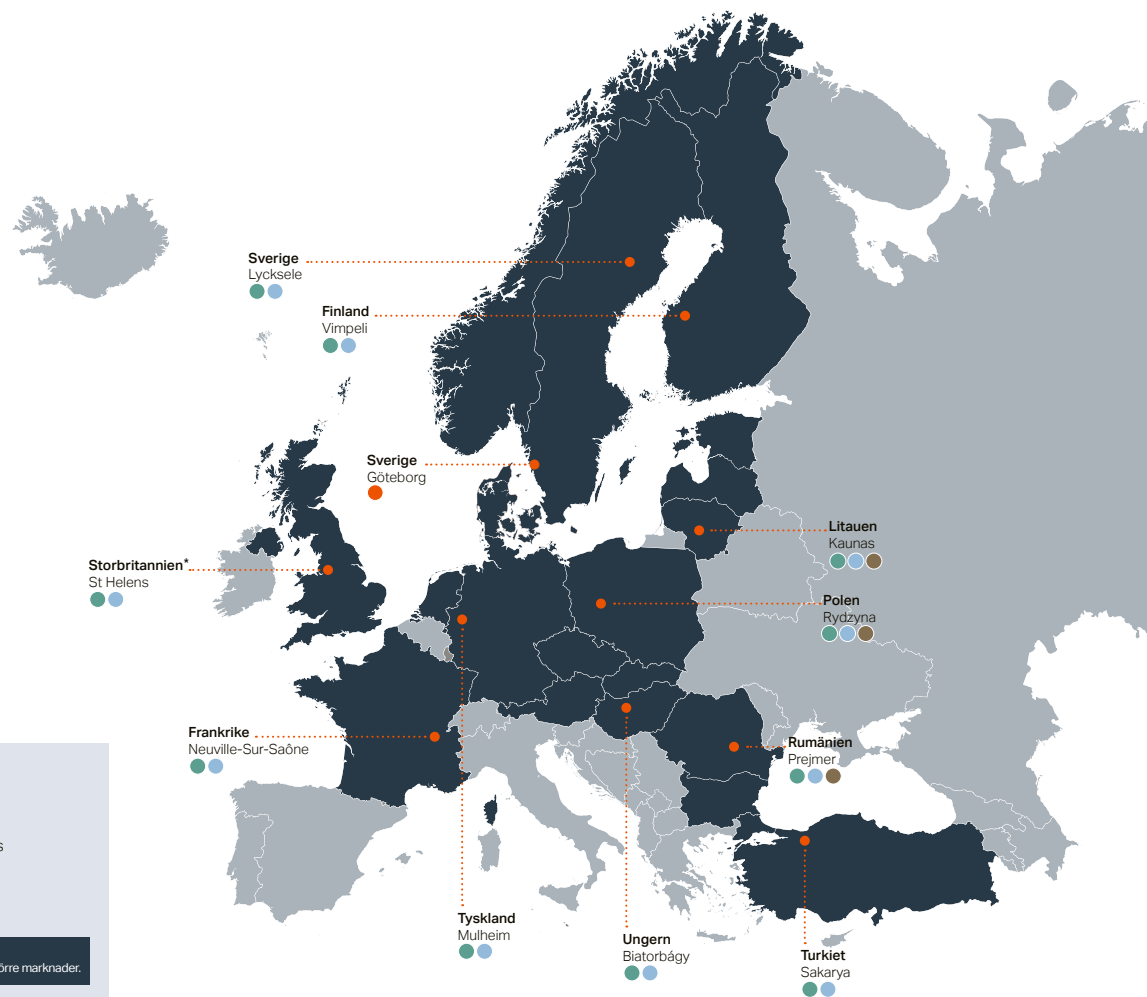 Sverige
Lycksele
Finland
Vimpeli
Sverige
Göteborg
Litauen
Kaunas
Storbritannien*
St Helens
Polen
Rydzyna
Frankrike
Neuville-Sur-Saône
Rumänien
Prejmer
Tyskland
Mulheim
Ungern
Biatorbágy
Turkiet
Sakarya
marknader.